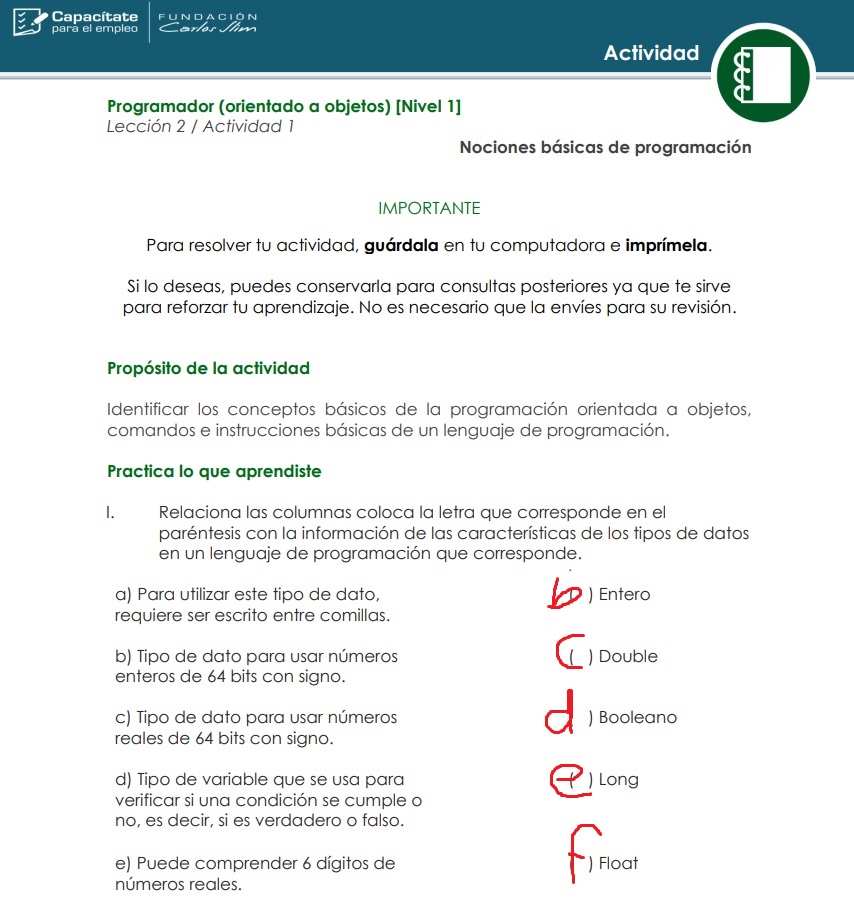 Capacítate
para el empleo
FUNDACIÓN
Carlos Slim
Actividad
Programador (orientado a objetos) [Nivel 1]
Lección 2 / Actividad 1
Nociones básicas de programación
IMPORTANTE
Para resolver tu actividad, guárdala en tu computadora e imprímela.
Si lo deseas, puedes conservarla para consultas posteriores ya que te sirve
para reforzar tu aprendizaje. No es necesario que la envíes para su revisión.
Propósito de la actividad
Identificar los conceptos básicos de la programación orientada a objetos,
comandos e instrucciones básicas de un lenguaje de programación.
Practica lo que aprendiste
I. Relaciona las columnas coloca la letra que corresponde en el
paréntesis con la información de las características de los tipos de datos
en un lenguaje de programación que corresponde.
a) Para utilizar este tipo de dato,
requiere ser escrito entre comillas.
b) Tipo de dato para usar números
enteros de 64 bits con signo.
c) Tipo de dato para usar números
reales de 64 bits con signo.
d) Tipo de variable que se usa para
verificar si una condición se cumple o
no, es decir, si es verdadero o falso.
e) Puede comprender 6 dígitos de
números reales.
b ) Entero
c ( ) Double
d ) Booleano
e ( ) Long
f ) Float